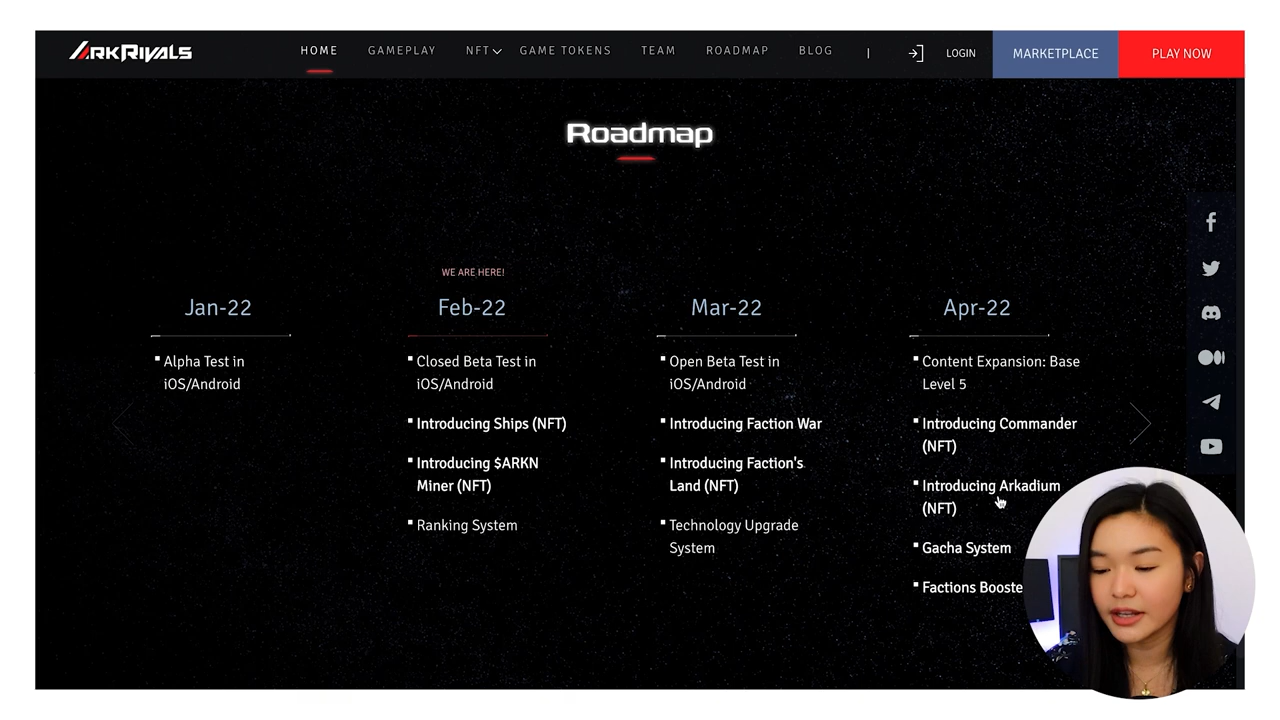 ARKRIVALS
HOME GAMEPLAY NFT GAME TOKENS TEAM ROADMAP BLOG | LOGIN MARKETPLACE PLAY NOW
Roadmap
WE ARE HERE!
Jan-22
Alpha Test in
iOS/Android
Feb-22
Closed Beta Test in
iOS/Android
Introducing Ships (NFT)
Introducing $ARKN
Miner (NFT)
Ranking System
Mar-22
Open Beta Test in
iOS/Android
Introducing Faction War
Introducing Faction's
Land (NFT)
Technology Upgrade
System
Apr-22
Content Expansion: Base
Level 5
Introducing Commander
(NFT)
Introducing Arkadium
(NFT)
Gacha System
Factions Booste